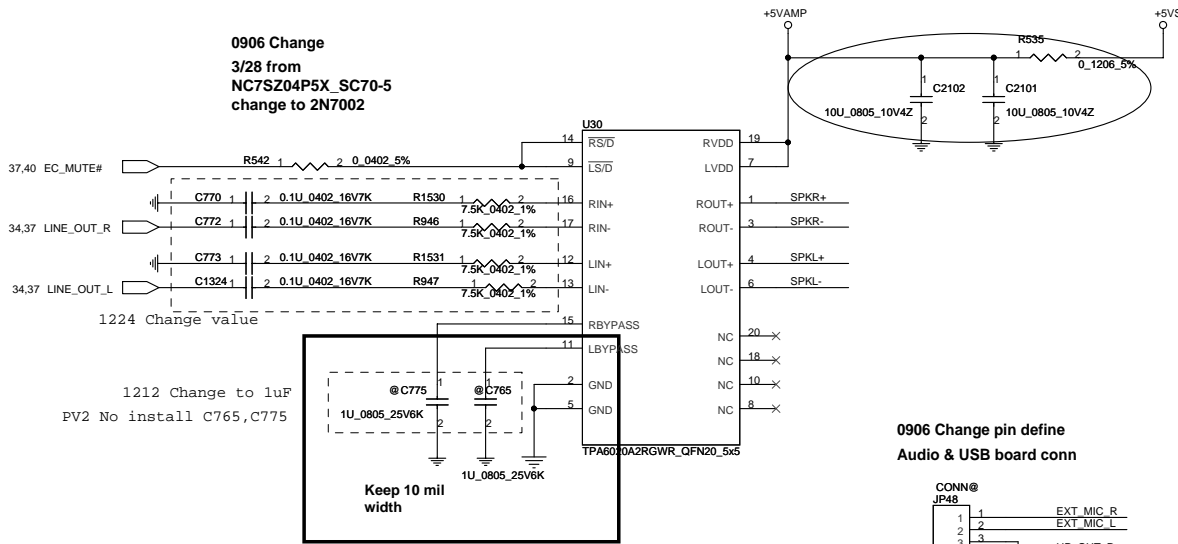 +5VAMP
+5VS
0906 Change
3/28 from
NC7SZ04P5X_SC70-5
change to 2N7002
R535
1 2
0_1206_5%
1 C2102
10U_0805_10V4Z
2
1 C2101
10U_0805_10V4Z
2
U30
37,40 EC_MUTE#
R542 1 2 0_0402_5%
14 RS/D
9 LS/D
RVDD 19
LVDD 7
C770 1 2 0.1U_0402_16V7K R1530 1 2
7.5K_0402_1%
16 RIN+
ROUT+ 1 SPKR+
34,37 LINE_OUT_R
C772 1 2 0.1U_0402_16V7K R946 1 2
7.5K_0402_1%
17 RIN-
ROUT- 3 SPKR-
C773 1 2 0.1U_0402_16V7K R1531 1 2
7.5K_0402_1%
12 LIN+
LOUT+ 4 SPKL+
34,37 LINE_OUT_L
C1324 1 2 0.1U_0402_16V7K R947 1 2
7.5K_0402_1%
13 LIN-
LOUT- 6 SPKL-
1224 Change value
15 RBYPASS
11 LBYPASS
NC 20
NC 18
2 GND
NC 10
5 GND
NC 8
1212 Change to 1uF
PV2 No install C765,C775
@C775
1
1U_0805_25V6K
2
@C765
1
2
1U_0805_25V6K
TPA6020A2RGWR_QFN20_5x5
Keep 10 mil
width
0906 Change pin define
Audio & USB board conn
CONN@
JP48
1 1 EXT_MIC_R
2 2 EXT_MIC_L
3 3